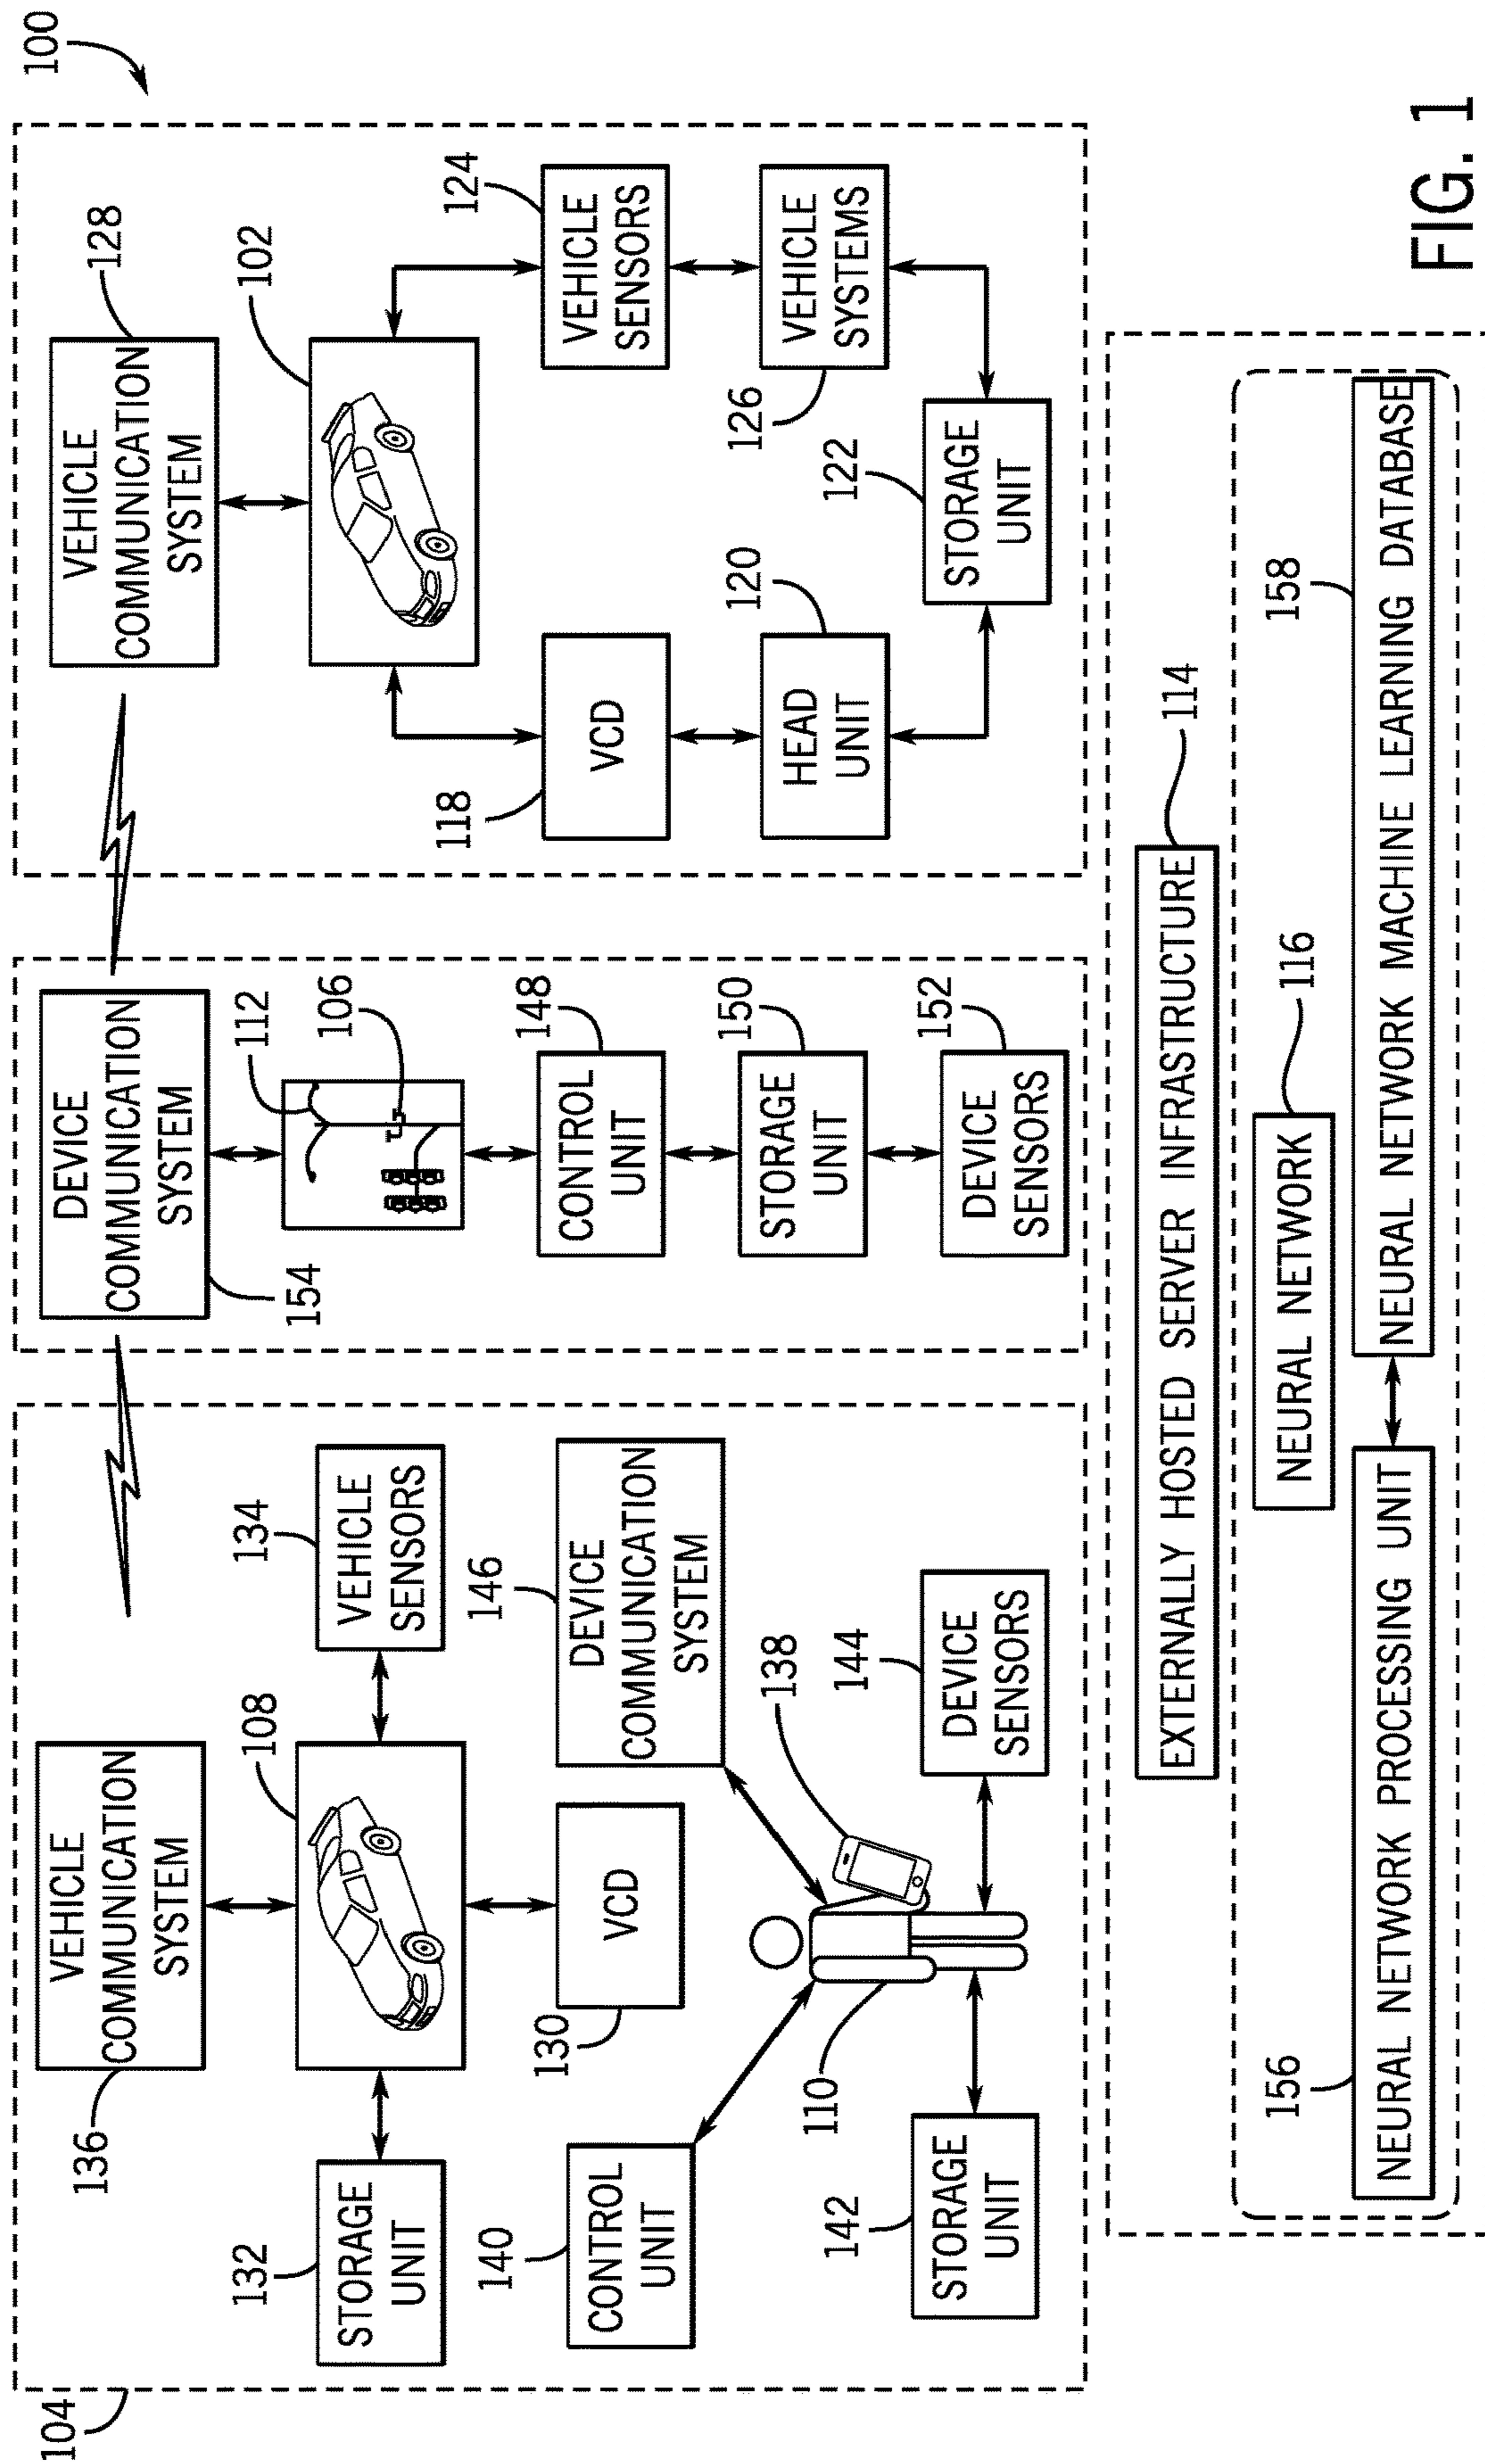 100
104
VEHICLE
COMMUNICATION
SYSTEM
136
108
STORAGE
UNIT
132
VEHICLE
SENSORS
134
VCD
130
DEVICE
COMMUNICATION
SYSTEM
146
CONTROL
UNIT
140
138
110
STORAGE
UNIT
142
DEVICE
SENSORS
144
DEVICE
COMMUNICATION
SYSTEM
154
112
106
CONTROL
UNIT
148
STORAGE
UNIT
150
DEVICE
SENSORS
152
VEHICLE
COMMUNICATION
SYSTEM
128
102
VCD
118
VEHICLE
SENSORS
124
HEAD
UNIT
120
VEHICLE
SYSTEMS
126
STORAGE
UNIT
122
EXTERNALLY HOSTED SERVER INFRASTRUCTURE
114
NEURAL NETWORK
116
156
NEURAL NETWORK PROCESSING UNIT
158
NEURAL NETWORK MACHINE LEARNING DATABASE
FIG. 1